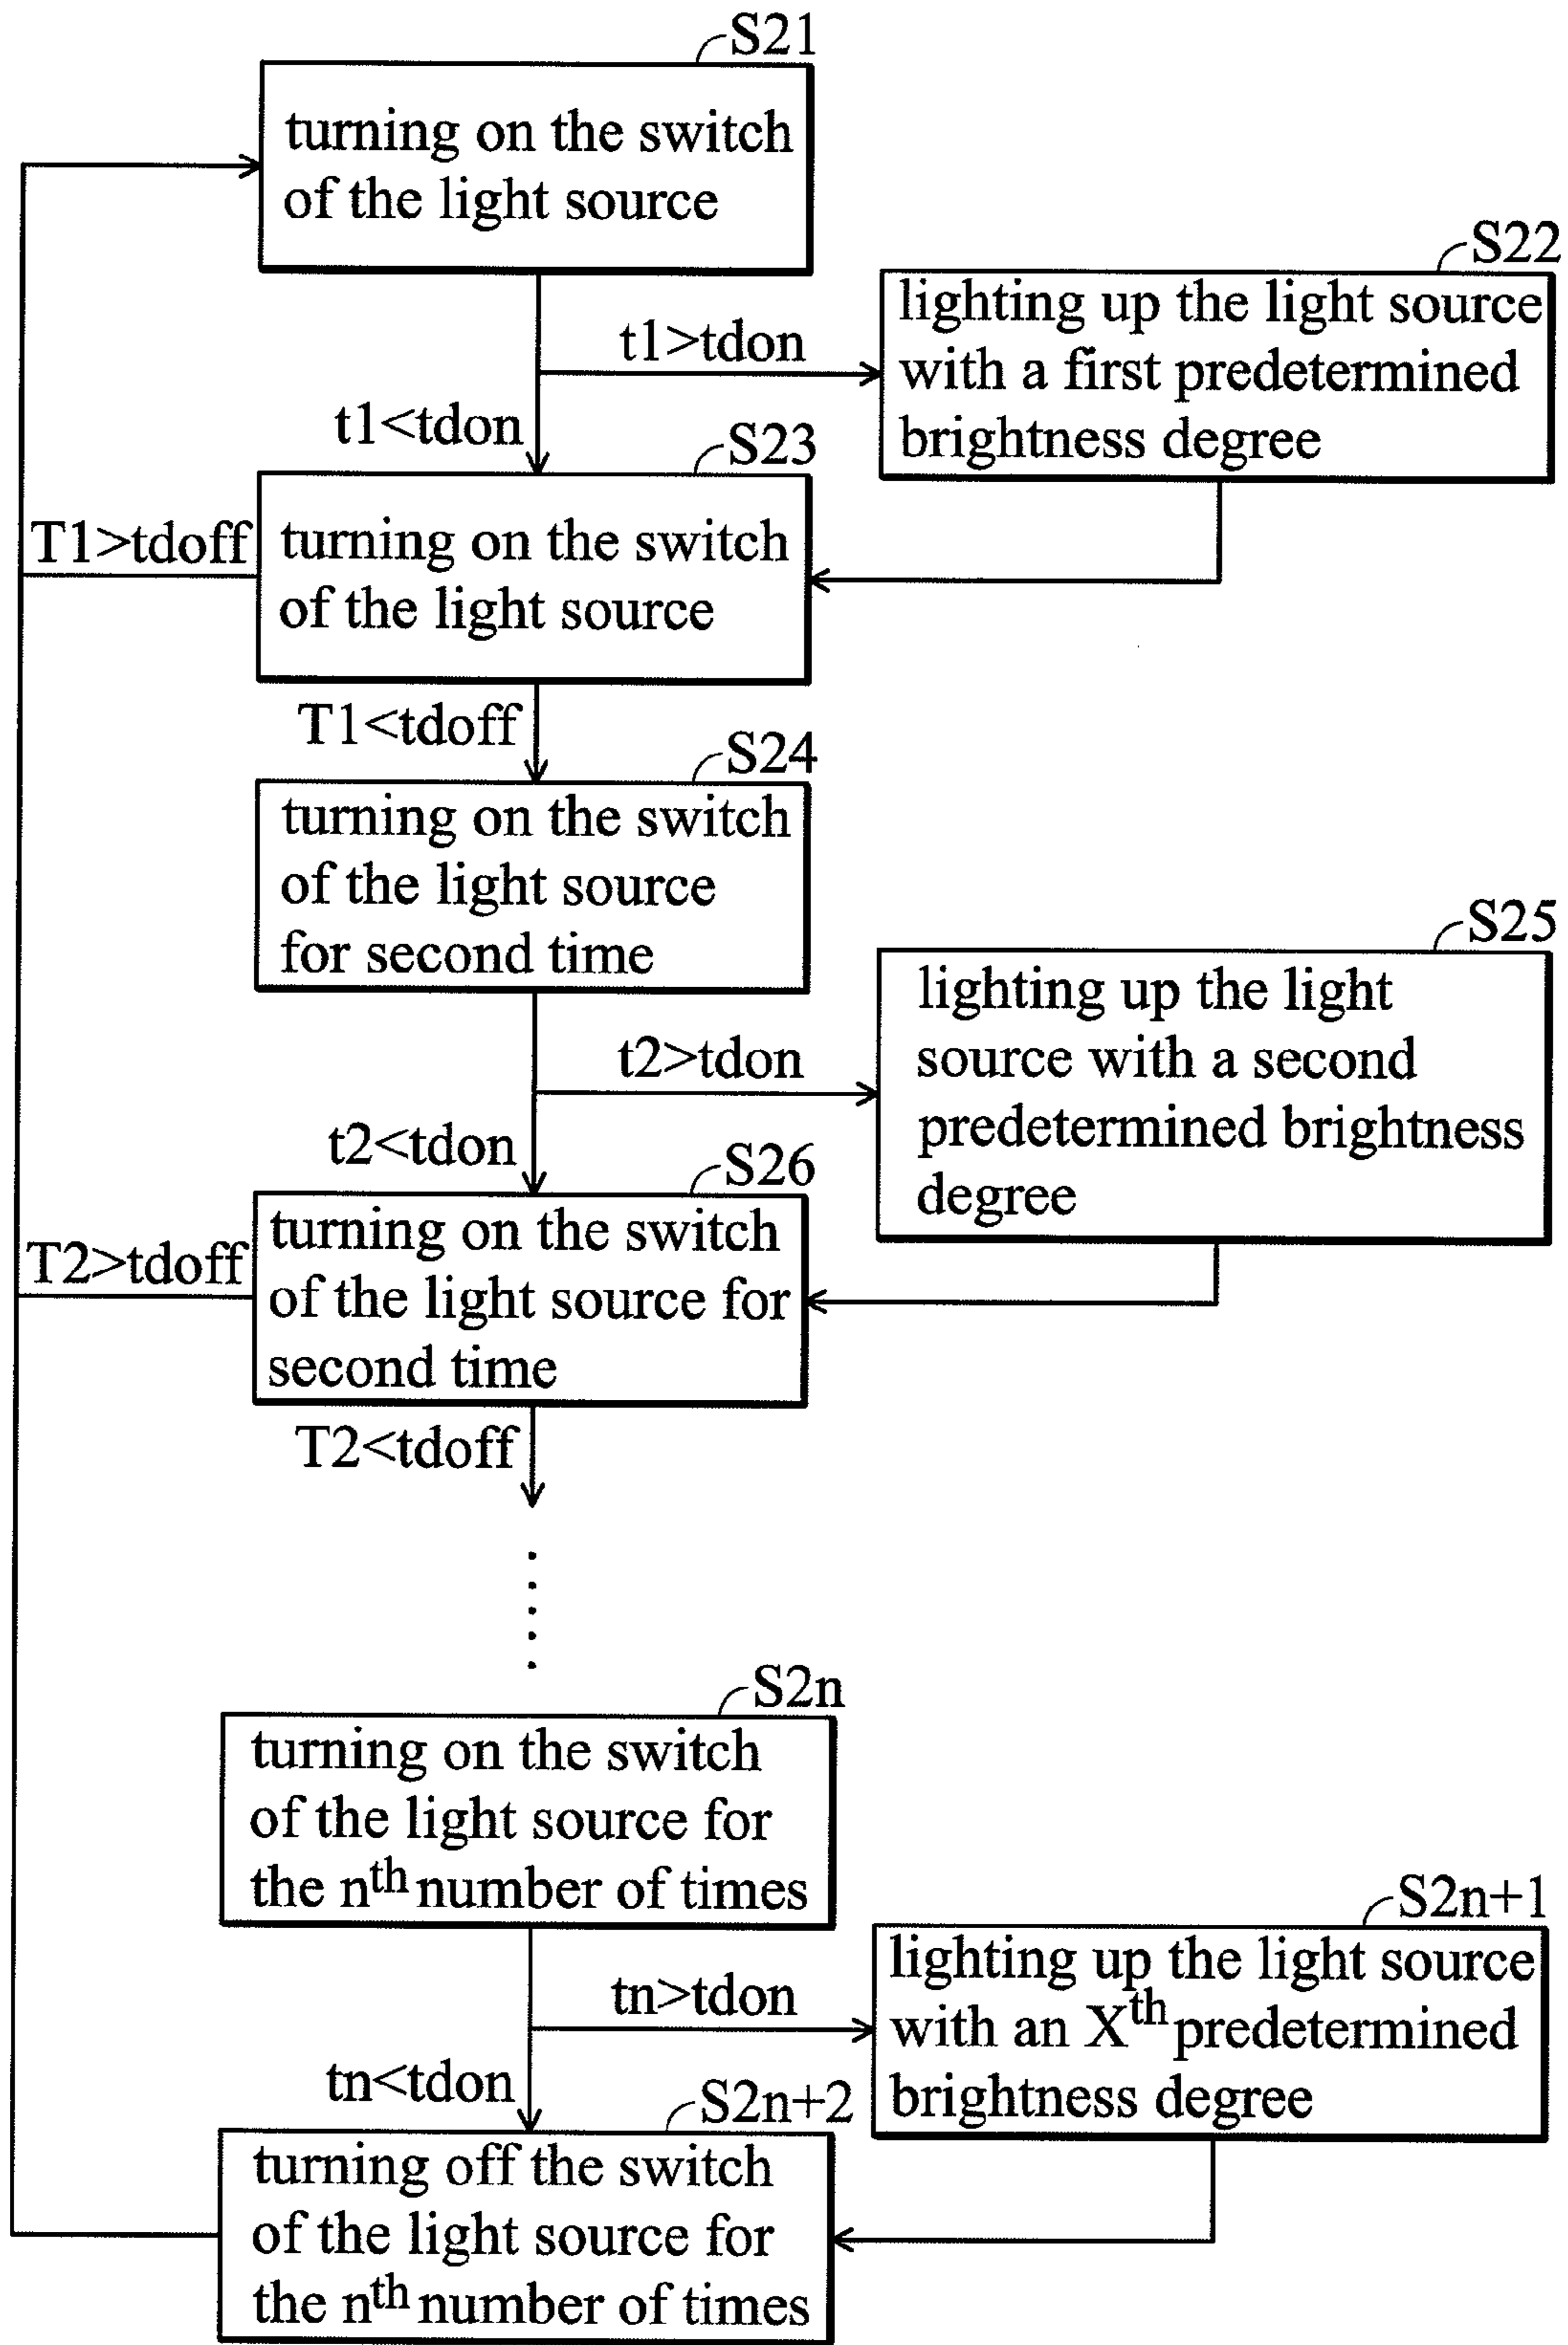 S21
turning on the switch
of the light source
S22
lighting up the light source
with a first predetermined
brightness degree
t1>tdon
t1<tdon
S23
turning on the switch
of the light source
T1>tdoff
T1<tdoff
S24
turning on the switch
of the light source
for second time
S25
lighting up the light
source with a second
predetermined brightness
degree
t2>tdon
t2<tdon
S26
turning on the switch
of the light source for
second time
T2>tdoff
T2<tdoff
S2n
turning on the switch
of the light source for
the nth number of times
S2n+1
lighting up the light source
with an Xth predetermined
brightness degree
tn>tdon
tn<tdon
S2n+2
turning off the switch
of the light source for
the nth number of times